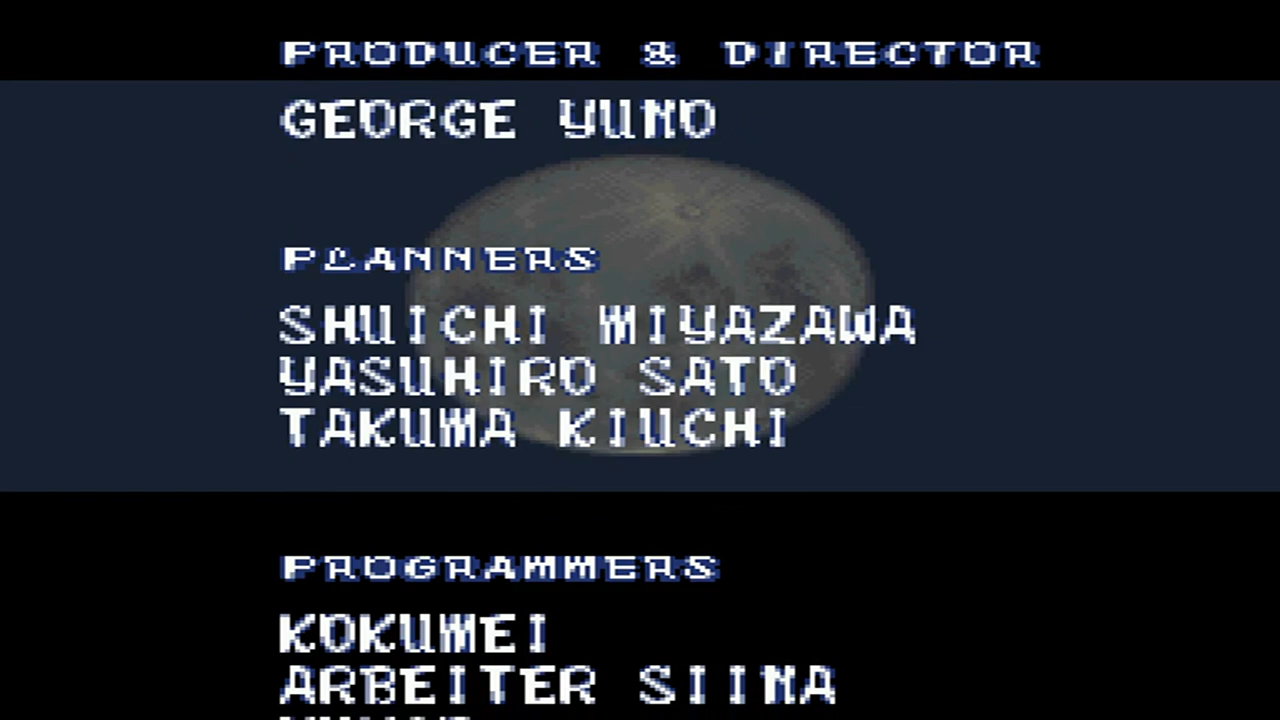 PRODUCER & DIRECTOR
GEORGE YUNO
PLANNERS
SHUICHI MIYAZAWA
YASUHIRO SATO
TAKUMA KIUCHI
PROGRAMMERS
KOKUMEI
ARBEITER SIINA